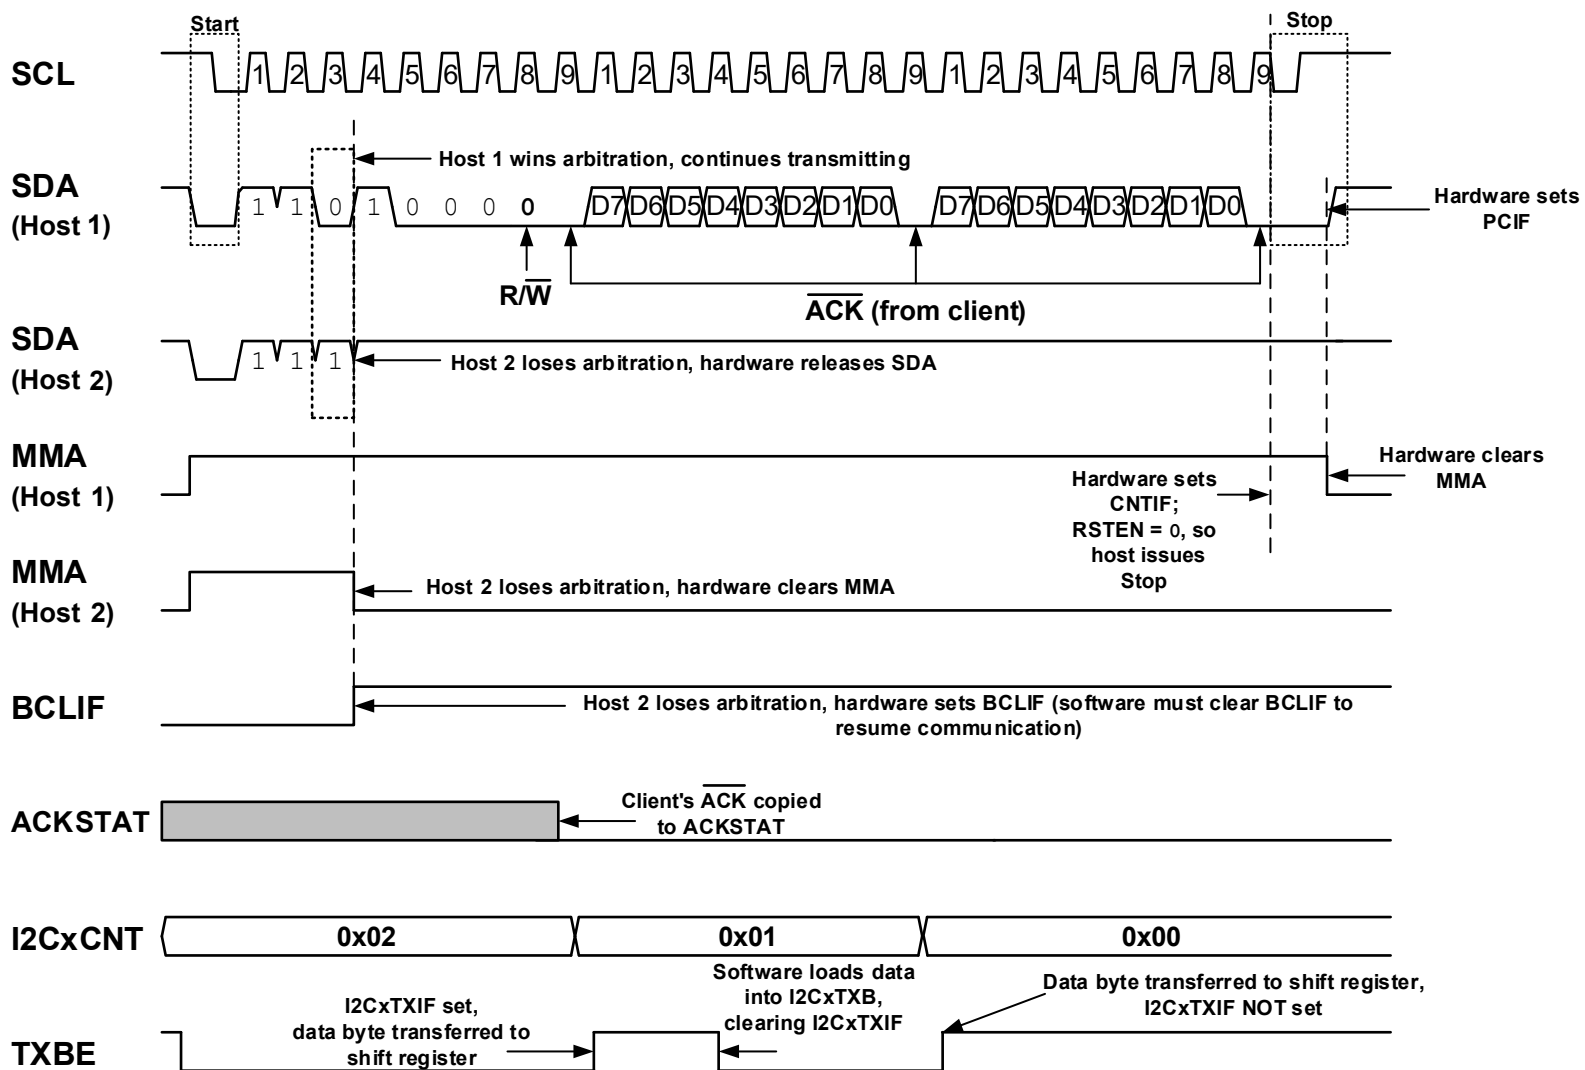 Start
Stop
SCL
1 2 3 4 5 6 7 8 9 1 2 3 4 5 6 7 8 9 1 2 3 4 5 6 7 8 9
Host 1 wins arbitration, continues transmitting
SDA
(Host 1)
1 1 0 1 0 0 0 0 D7 D6 D5 D4 D3 D2 D1 D0 D7 D6 D5 D4 D3 D2 D1 D0
Hardware sets
PCIF
R/W̅
A̅C̅K̅ (from client)
SDA
(Host 2)
1 1 1
Host 2 loses arbitration, hardware releases SDA
MMA
(Host 1)
Hardware sets
CNTIF;
RSTEN = 0, so
host issues
Stop
Hardware clears
MMA
MMA
(Host 2)
Host 2 loses arbitration, hardware clears MMA
BCLIF
Host 2 loses arbitration, hardware sets BCLIF (software must clear BCLIF to
resume communication)
ACKSTAT
Client's A̅C̅K̅ copied
to ACKSTAT
I2CxCNT
0x02 0x01 0x00
TXBE
I2CxTXIF set,
data byte transferred to
shift register
Software loads data
into I2CxTXB,
clearing I2CxTXIF
Data byte transferred to shift register,
I2CxTXIF NOT set